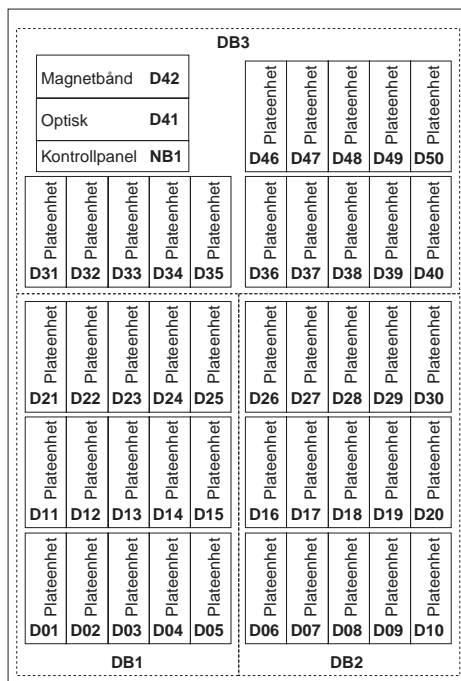 DB3
Magnetbånd D42
Optisk D41
Kontrollpanel NB1
Plateenhet Plateenhet Plateenhet Plateenhet Plateenhet
D46 D47 D48 D49 D50
Plateenhet Plateenhet Plateenhet Plateenhet Plateenhet
D31 D32 D33 D34 D35
Plateenhet Plateenhet Plateenhet Plateenhet Plateenhet
D36 D37 D38 D39 D40
Plateenhet Plateenhet Plateenhet Plateenhet Plateenhet
D21 D22 D23 D24 D25
Plateenhet Plateenhet Plateenhet Plateenhet Plateenhet
D11 D12 D13 D14 D15
Plateenhet Plateenhet Plateenhet Plateenhet Plateenhet
D01 D02 D03 D04 D05
DB1
Plateenhet Plateenhet Plateenhet Plateenhet Plateenhet
D26 D27 D28 D29 D30
Plateenhet Plateenhet Plateenhet Plateenhet Plateenhet
D16 D17 D18 D19 D20
Plateenhet Plateenhet Plateenhet Plateenhet Plateenhet
D06 D07 D08 D09 D10
DB2